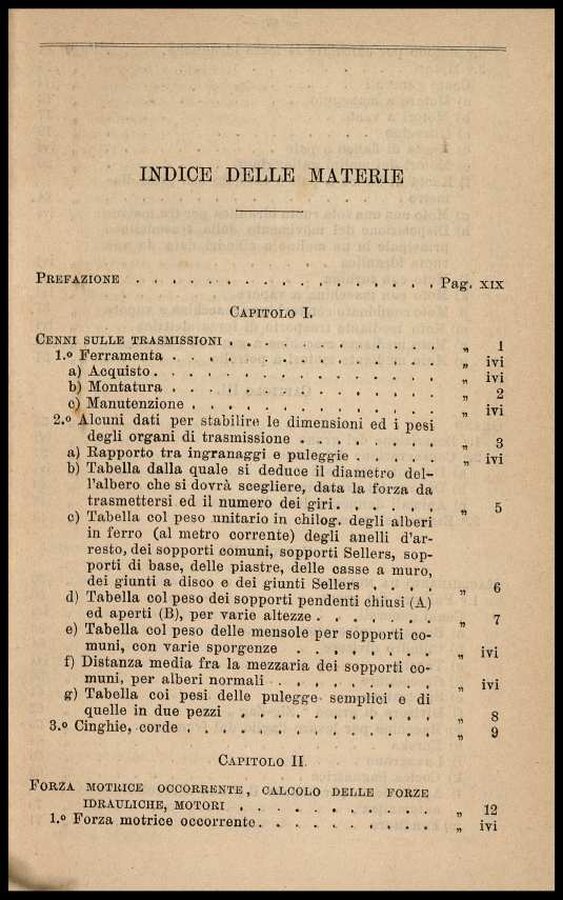 INDICE DELLE MATERIE
PREFAZIONE . . . . . . . . . . . . . . . . . . Pag. XIX
CAPITOLO I.
CENNI SULLE TRASMISSIONI . . . . . . . . . . . . „ 1
1.º Ferramenta . . . . . . . . . . . . . . . „ ivi
a) Acquisto . . . . . . . . . . . . . . . . „ ivi
b) Montatura . . . . . . . . . . . . . . . „ 2
c) Manutenzione . . . . . . . . . . . . . . „ ivi
2.º Alcuni dati per stabilire le dimensioni ed i pesi
degli organi di trasmissione . . . . . . . . „ 3
a) Rapporto tra ingranaggi e puleggie . . . . . „ ivi
b) Tabella dalla quale si deduce il diametro del-
l'albero che si dovrà scegliere, data la forza da
trasmettersi ed il numero dei giri . . . . . . „ 5
c) Tabella col peso unitario in chilog. degli alberi
in ferro (al metro corrente) degli anelli d'ar-
resto, dei sopporti comuni, sopporti Sellers, sop-
porti di base, delle piastre, delle casse a muro,
dei giunti a disco e dei giunti Sellers . . . . „ 6
d) Tabella col peso dei sopporti pendenti chiusi (A)
ed aperti (B), per varie altezze . . . . . . . „ 7
e) Tabella col peso delle mensole per sopporti co-
muni, con varie sporgenze . . . . . . . . „ ivi
f) Distanza media fra la mezzaria dei sopporti co-
muni, per alberi normali . . . . . . . . . „ ivi
g) Tabella coi pesi delle pulegge semplici e di
quelle in due pezzi . . . . . . . . . . . „ 8
3.º Cinghie, corde . . . . . . . . . . . . . . „ 9
CAPITOLO II
FORZA MOTRICE OCCORRENTE, CALCOLO DELLE FORZE
IDRAULICHE, MOTORI . . . . . . . . . . . „ 12
1.º Forza motrice occorrente . . . . . . . . . . „ ivi